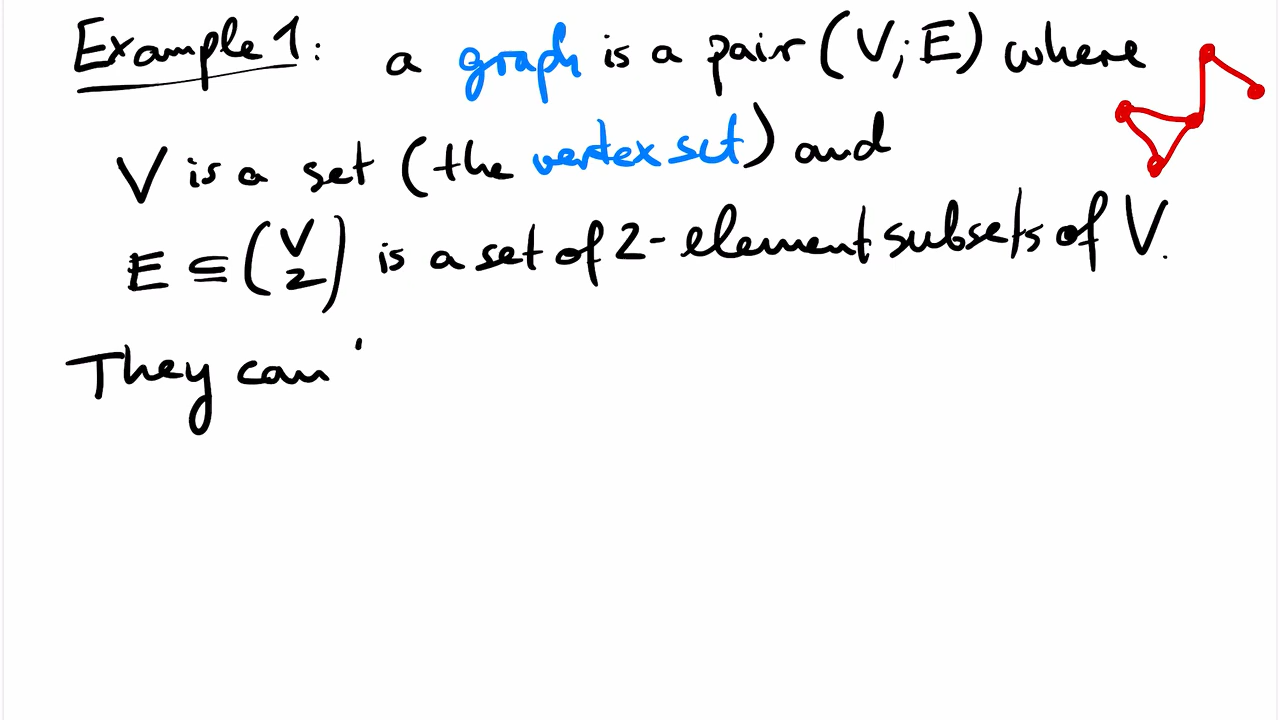 Example 1: a graph is a pair (V; E) where
V is a set (the vertex set) and
E ⊆ (V 2) is a set of 2-element subsets of V.
They can